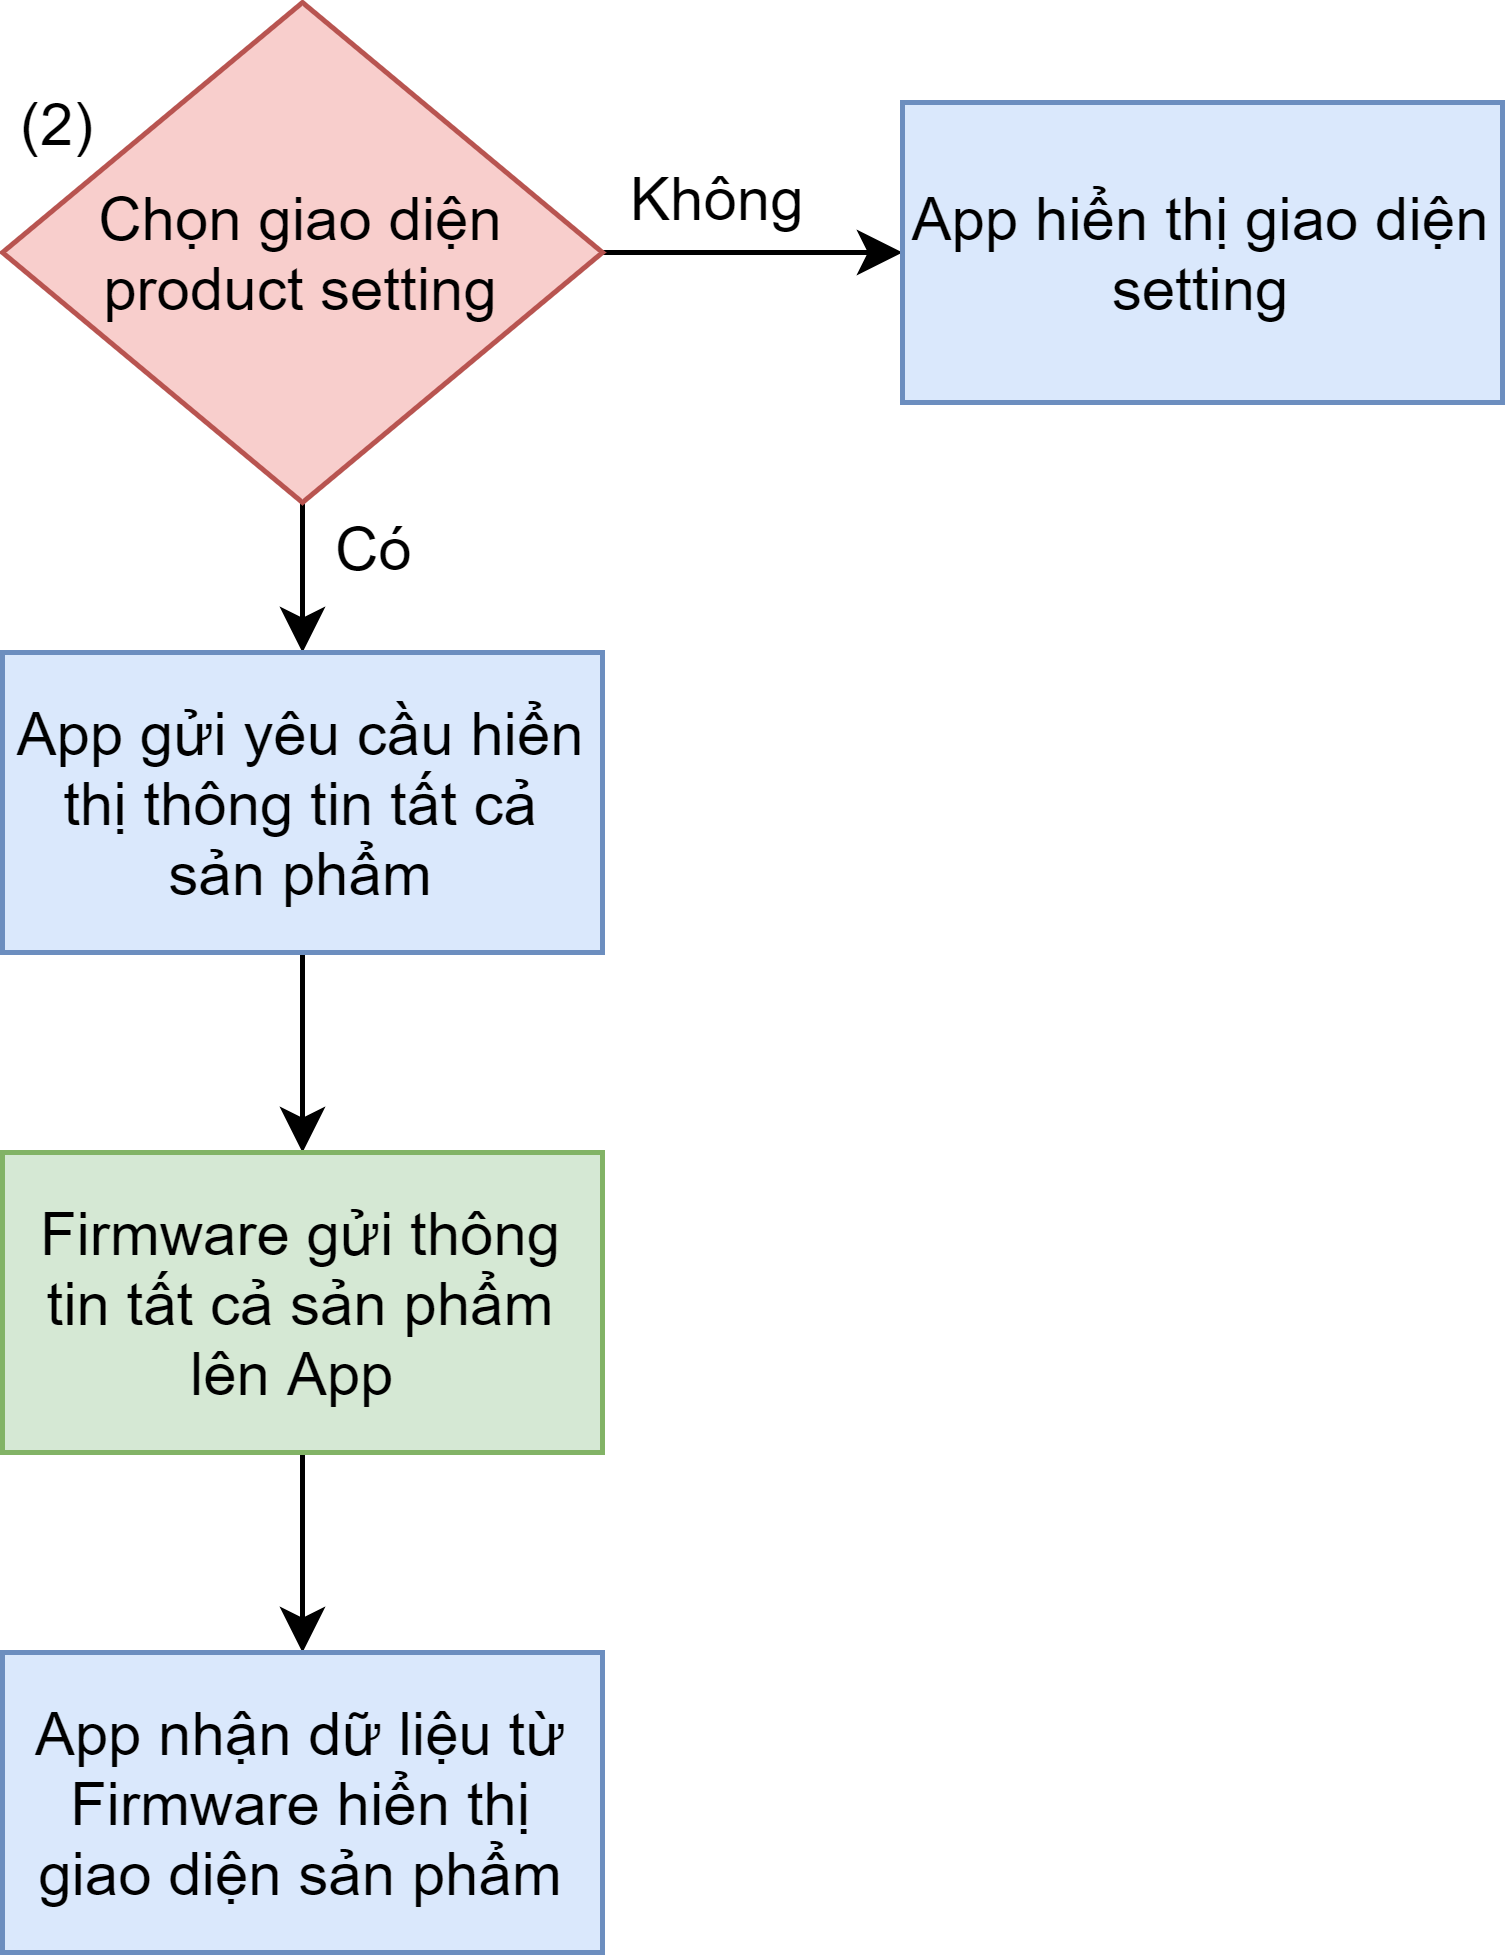 (2)
Chọn giao diện
product setting
Không
App hiển thị giao diện
setting
Có
App gửi yêu cầu hiển
thị thông tin tất cả
sản phẩm
Firmware gửi thông
tin tất cả sản phẩm
lên App
App nhận dữ liệu từ
Firmware hiển thị
giao diện sản phẩm